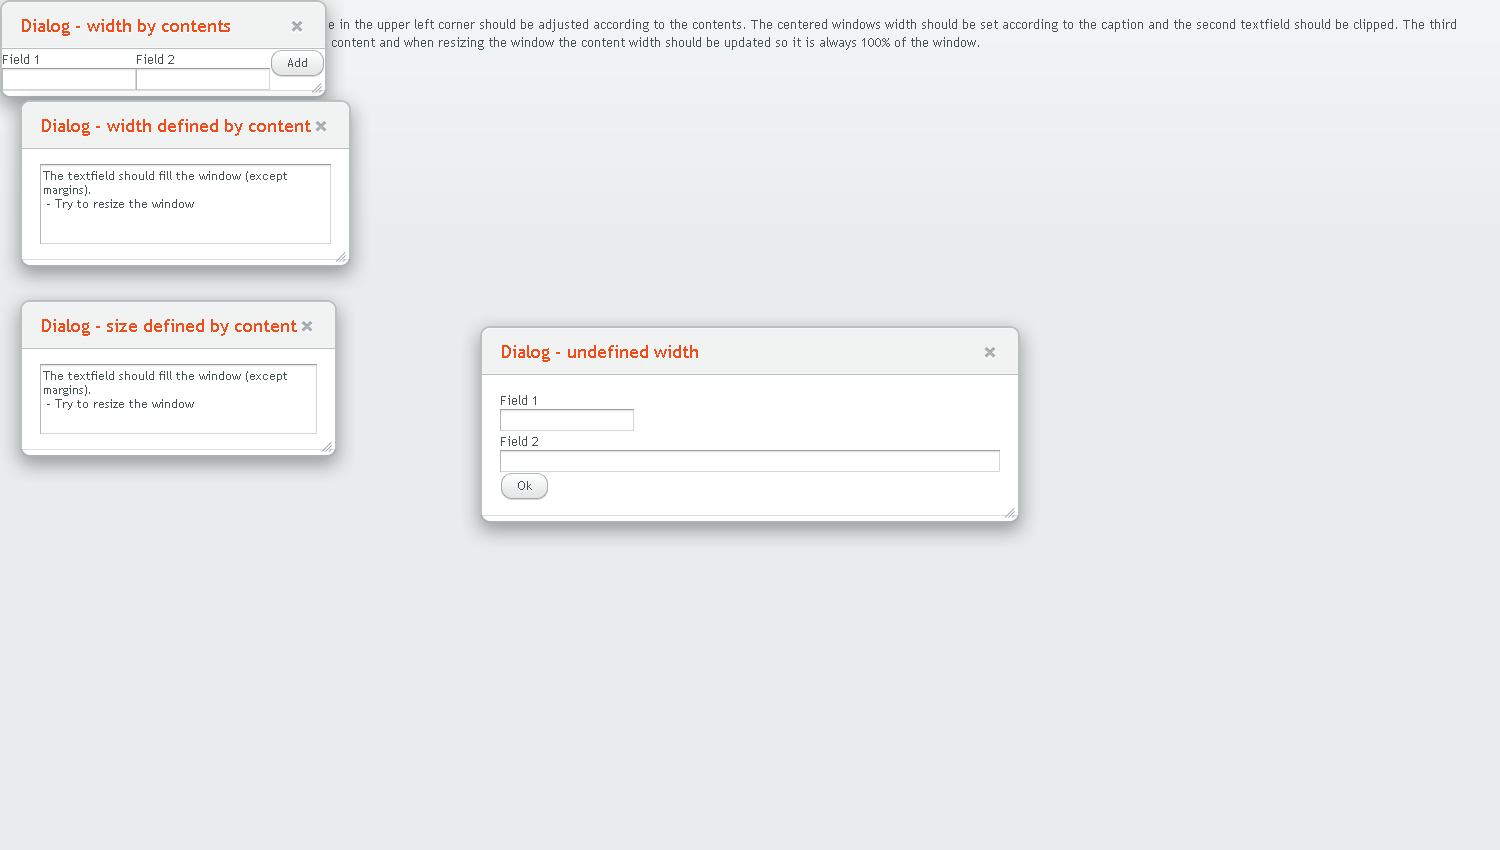 Dialog - width by contents
e in the upper left corner should be adjusted according to the contents. The centered windows width should be set according to the caption and the second textfield should be clipped. The third
content and when resizing the window the content width should be updated so it is always 100% of the window.
Field 1 Field 2 Add
Dialog - width defined by content
The textfield should fill the window (except
margins).
- Try to resize the window
Dialog - size defined by content
The textfield should fill the window (except
margins).
- Try to resize the window
Dialog - undefined width
Field 1
Field 2
Ok